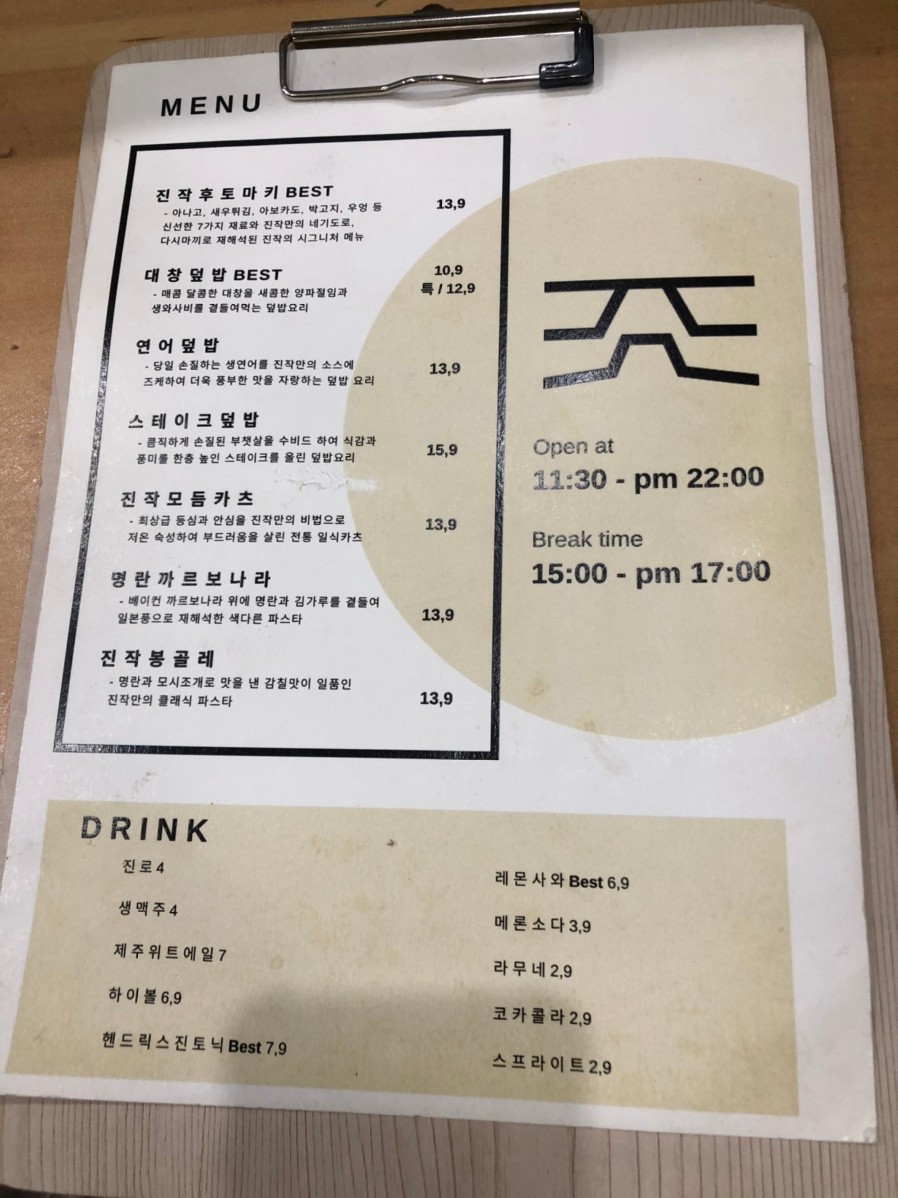 MENU
진작후토마키 BEST
- 아나고, 새우튀김, 아보카도, 박고지, 우엉 등
신선한 7가지 재료와 진작만의 네기도로,
다시마끼로 재해석된 진작의 시그니처 메뉴
13,9
대창덮밥 BEST
- 매콤 달콤한 대창을 새콤한 양파절임과
생와사비를 곁들여먹는 덮밥요리
10,9
특 / 12,9
연어덮밥
- 당일 손질하는 생연어를 진작만의 소스에
즈케하여 더욱 풍부한 맛을 자랑하는 덮밥 요리
13,9
스테이크덮밥
- 큼직하게 손질된 부챗살을 수비드 하여 식감과
풍미를 한층 높인 스테이크를 올린 덮밥요리
15,9
진작모듬카츠
- 최상급 등심과 안심을 진작만의 비법으로
저온 숙성하여 부드러움을 살린 전통 일식카츠
13,9
명란까르보나라
- 베이컨 까르보나라 위에 명란과 김가루를 곁들여
일본풍으로 재해석한 색다른 파스타
13,9
진작봉골레
- 명란과 모시조개로 맛을 낸 감칠맛이 일품인
진작만의 클래식 파스타
13,9
Open at
11:30 - pm 22:00
Break time
15:00 - pm 17:00
DRINK
진로 4
생맥주 4
제주위트에일 7
하이볼 6,9
헨드릭스진토닉 Best 7,9
레몬사와 Best 6,9
메론소다 3,9
라무네 2,9
코카콜라 2,9
스프라이트 2,9